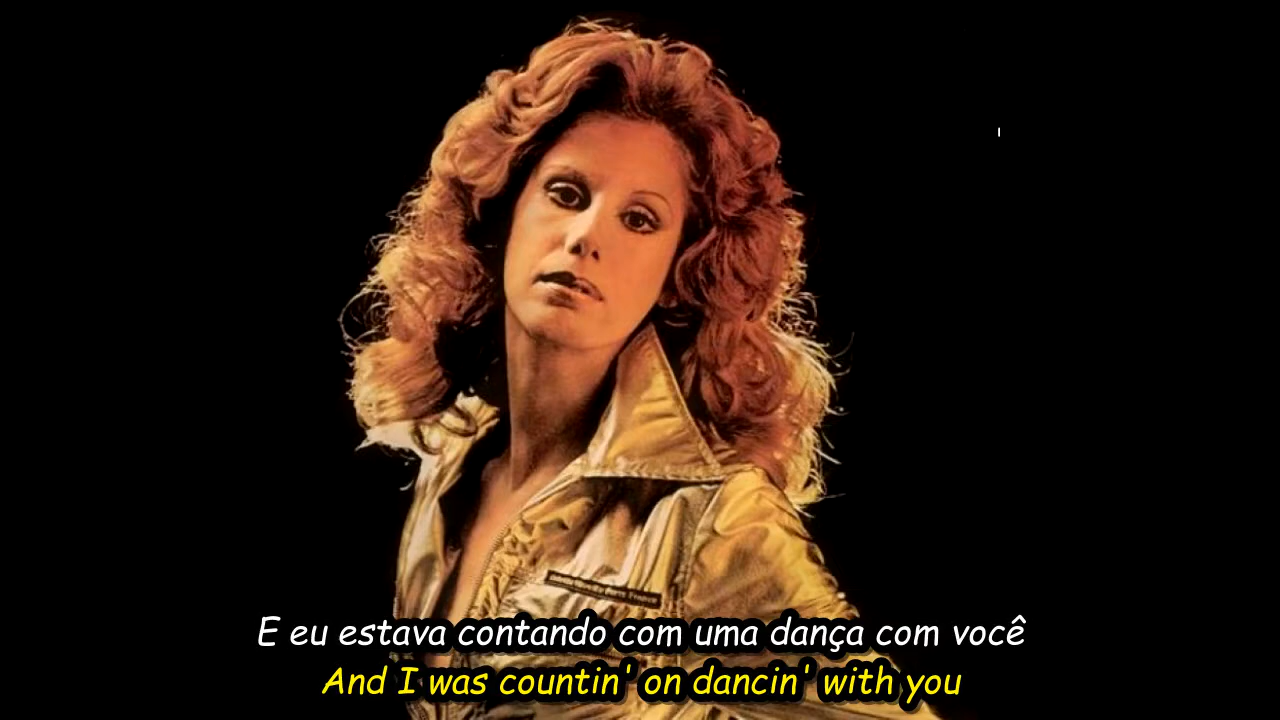 E eu estava contando com uma dança com você
And I was countin' on dancin' with you